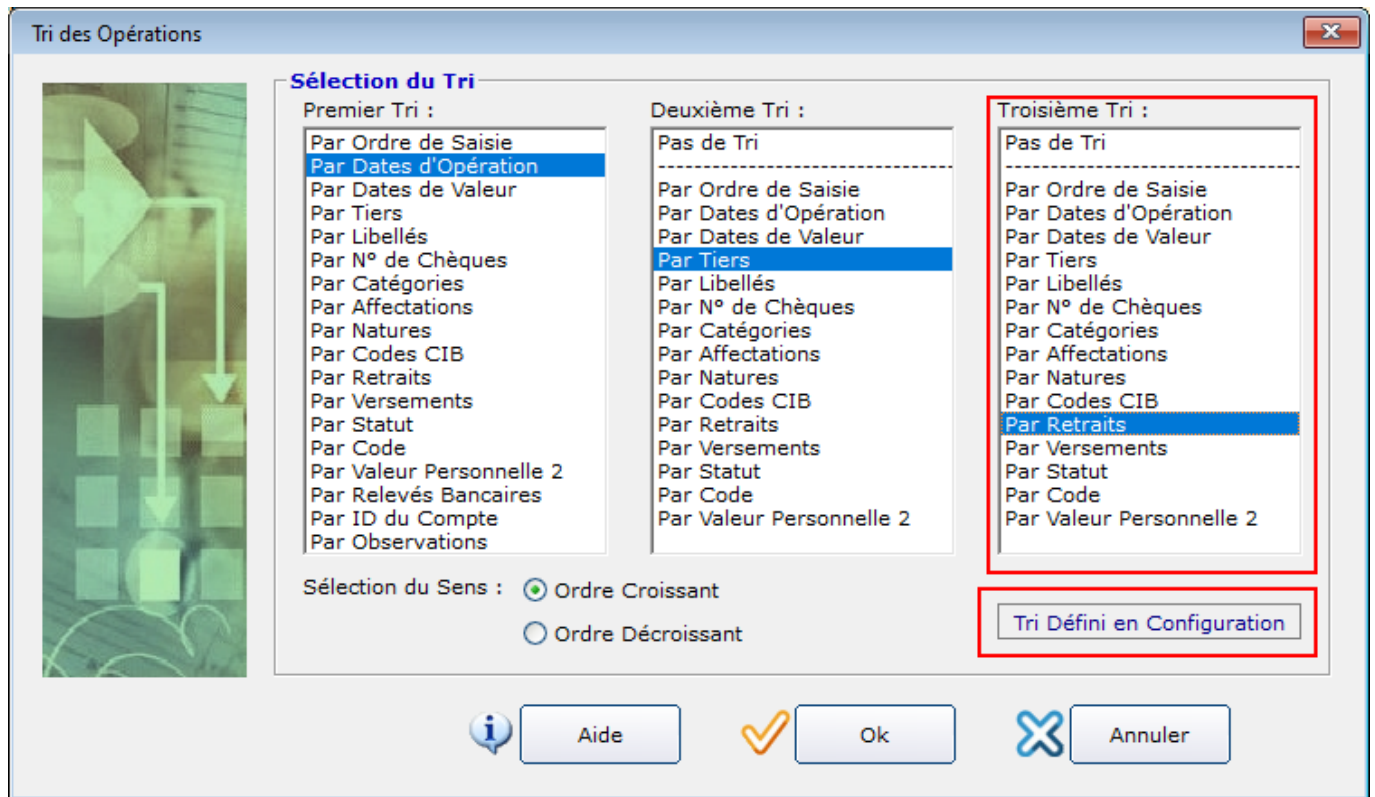 Tri des Opérations
Sélection du Tri
Premier Tri :
Par Ordre de Saisie
Par Dates d'Opération
Par Dates de Valeur
Par Tiers
Par Libellés
Par N° de Chèques
Par Catégories
Par Affectations
Par Natures
Par Codes CIB
Par Retraits
Par Versements
Par Statut
Par Code
Par Valeur Personnelle 2
Par Relevés Bancaires
Par ID du Compte
Par Observations
Deuxième Tri :
Pas de Tri
Par Ordre de Saisie
Par Dates d'Opération
Par Dates de Valeur
Par Tiers
Par Libellés
Par N° de Chèques
Par Catégories
Par Affectations
Par Natures
Par Codes CIB
Par Retraits
Par Versements
Par Statut
Par Code
Par Valeur Personnelle 2
Troisième Tri :
Pas de Tri
Par Ordre de Saisie
Par Dates d'Opération
Par Dates de Valeur
Par Tiers
Par Libellés
Par N° de Chèques
Par Catégories
Par Affectations
Par Natures
Par Codes CIB
Par Retraits
Par Versements
Par Statut
Par Code
Par Valeur Personnelle 2
Sélection du Sens :
Ordre Croissant
Ordre Décroissant
Tri Défini en Configuration
Aide
Ok
Annuler